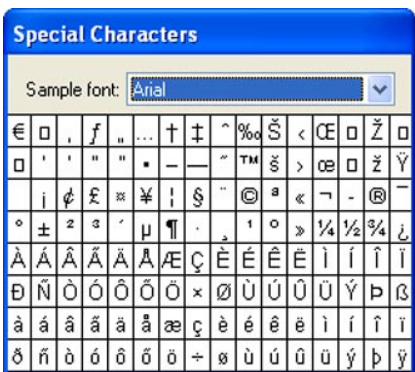 Special Characters
Sample font: Arial
€ □ ‚ ƒ „ … † ‡ ˆ ‰ Š ‹ Œ □ Ž □
□ ‘ ’ “ ” • – — ˜ ™ š › œ □ ž Ÿ
¡ ¢ £ ¤ ¥ ¦ § ¨ © ª « ¬ - ® ¯
° ± ² ³ ´ µ ¶ · ¸ ¹ º » ¼ ½ ¾ ¿
À Á Â Ã Ä Å Æ Ç È É Ê Ë Ì Í Î Ï
Ð Ñ Ò Ó Ô Õ Ö × Ø Ù Ú Û Ü Ý Þ ß
à á â ã ä å æ ç è é ê ë ì í î ï
ð ñ ò ó ô õ ö ÷ ø ù ú û ü ý þ ÿ